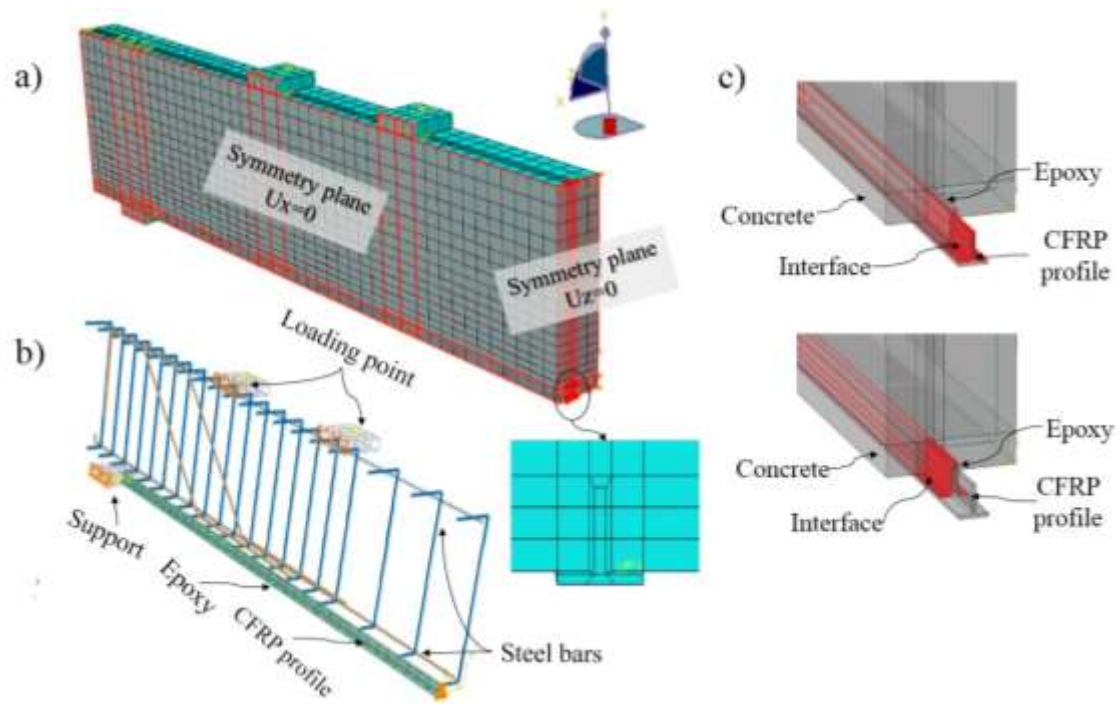 a)
Symmetry plane
Ux=0
Symmetry plane
Uz=0
b)
Loading point
Support
Epoxy
CFRP profile
Steel bars
c)
Epoxy
Concrete
CFRP
profile
Interface
Epoxy
Concrete
CFRP
profile
Interface